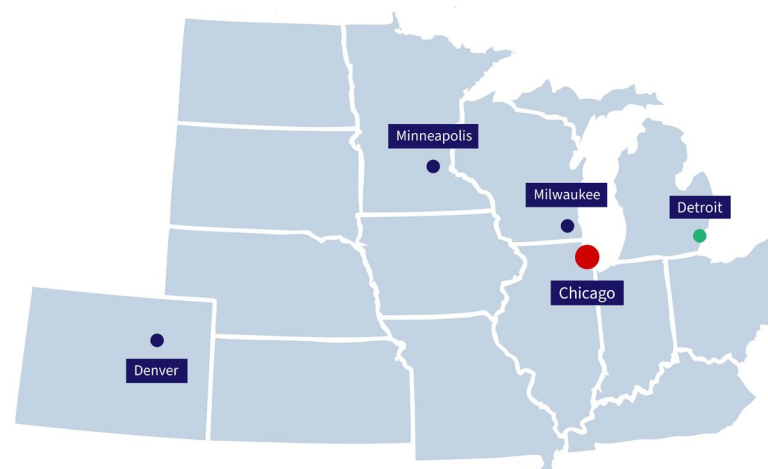 Minneapolis
Milwaukee
Detroit
Chicago
Denver